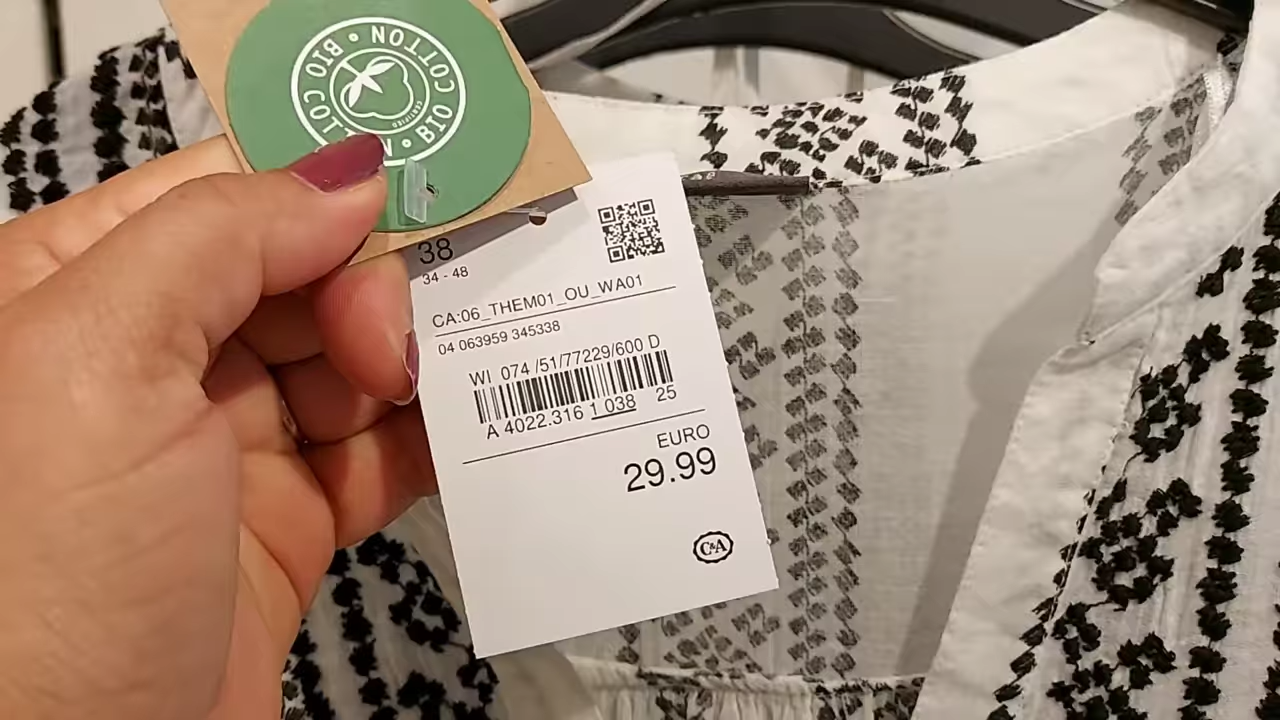 BIO COTTON • BIO COTTON •
CERTIFIED
38
34 - 48
CA:06_THEM01_OU_WA01
04 063959 345338
WI 074 /51/77229/600 D
A 4022.316 1 038 25
EURO
29.99
C&A